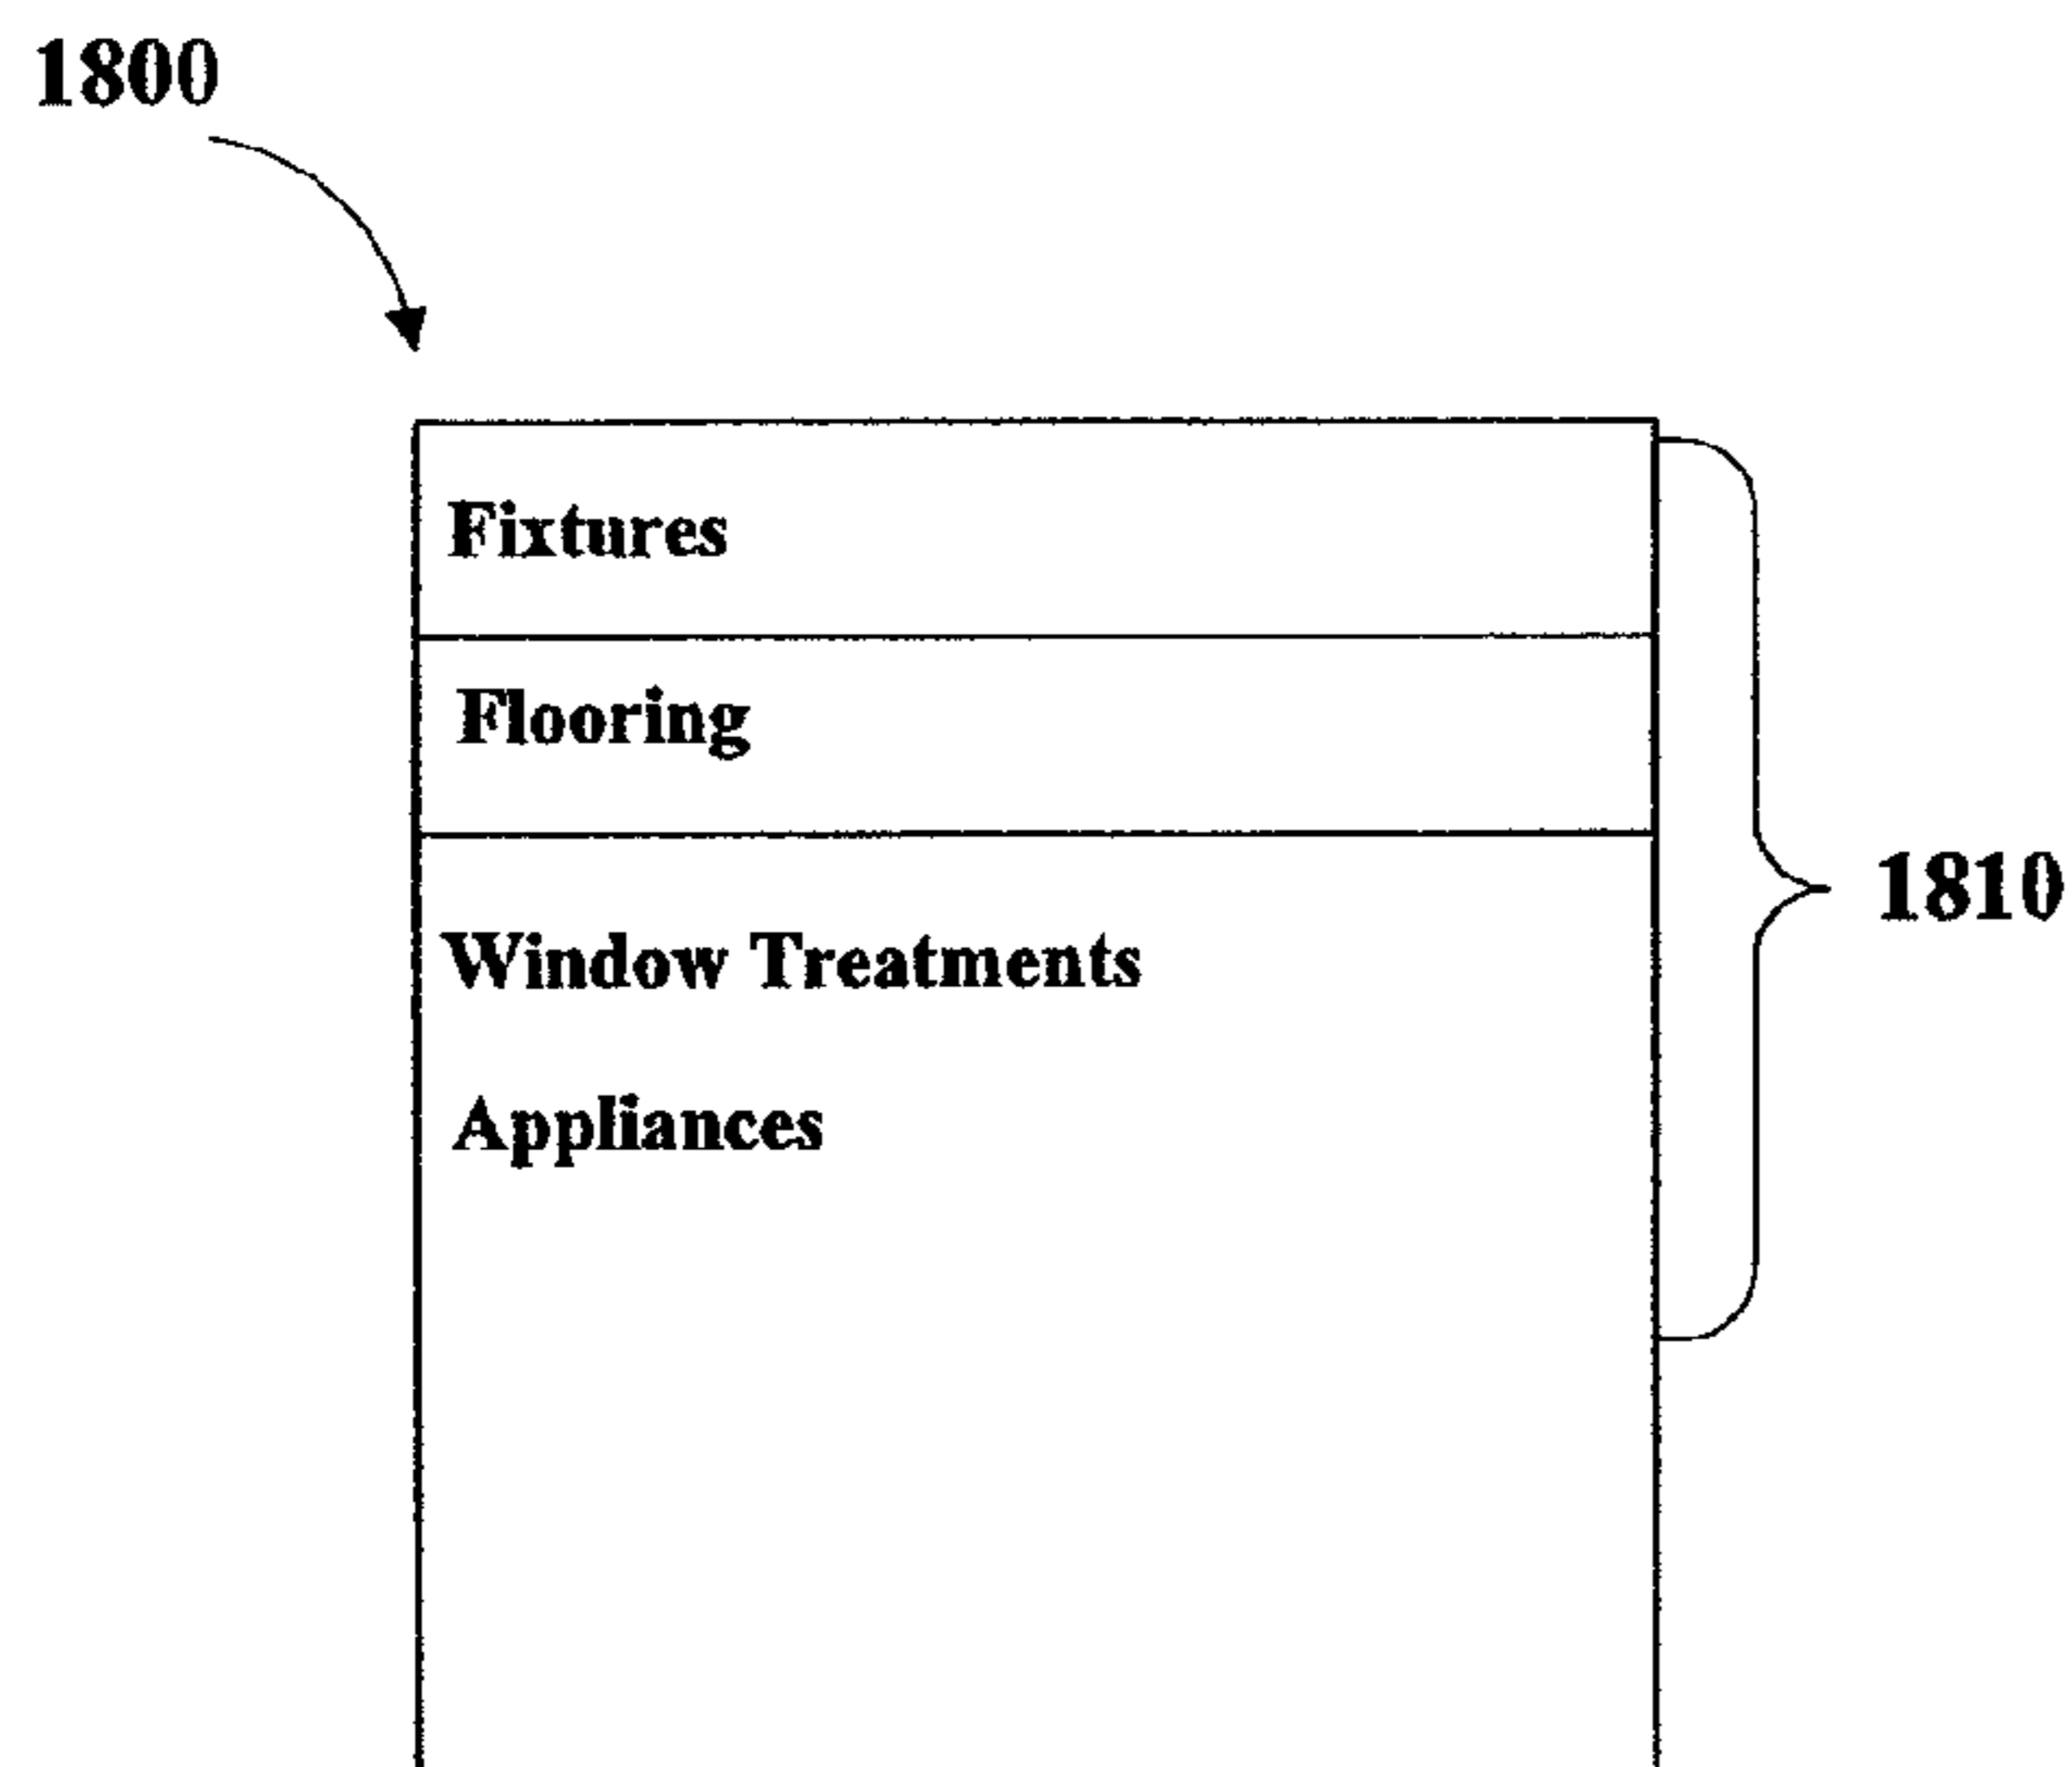 1800
Fixtures
Flooring
1810
Window Treatments
Appliances